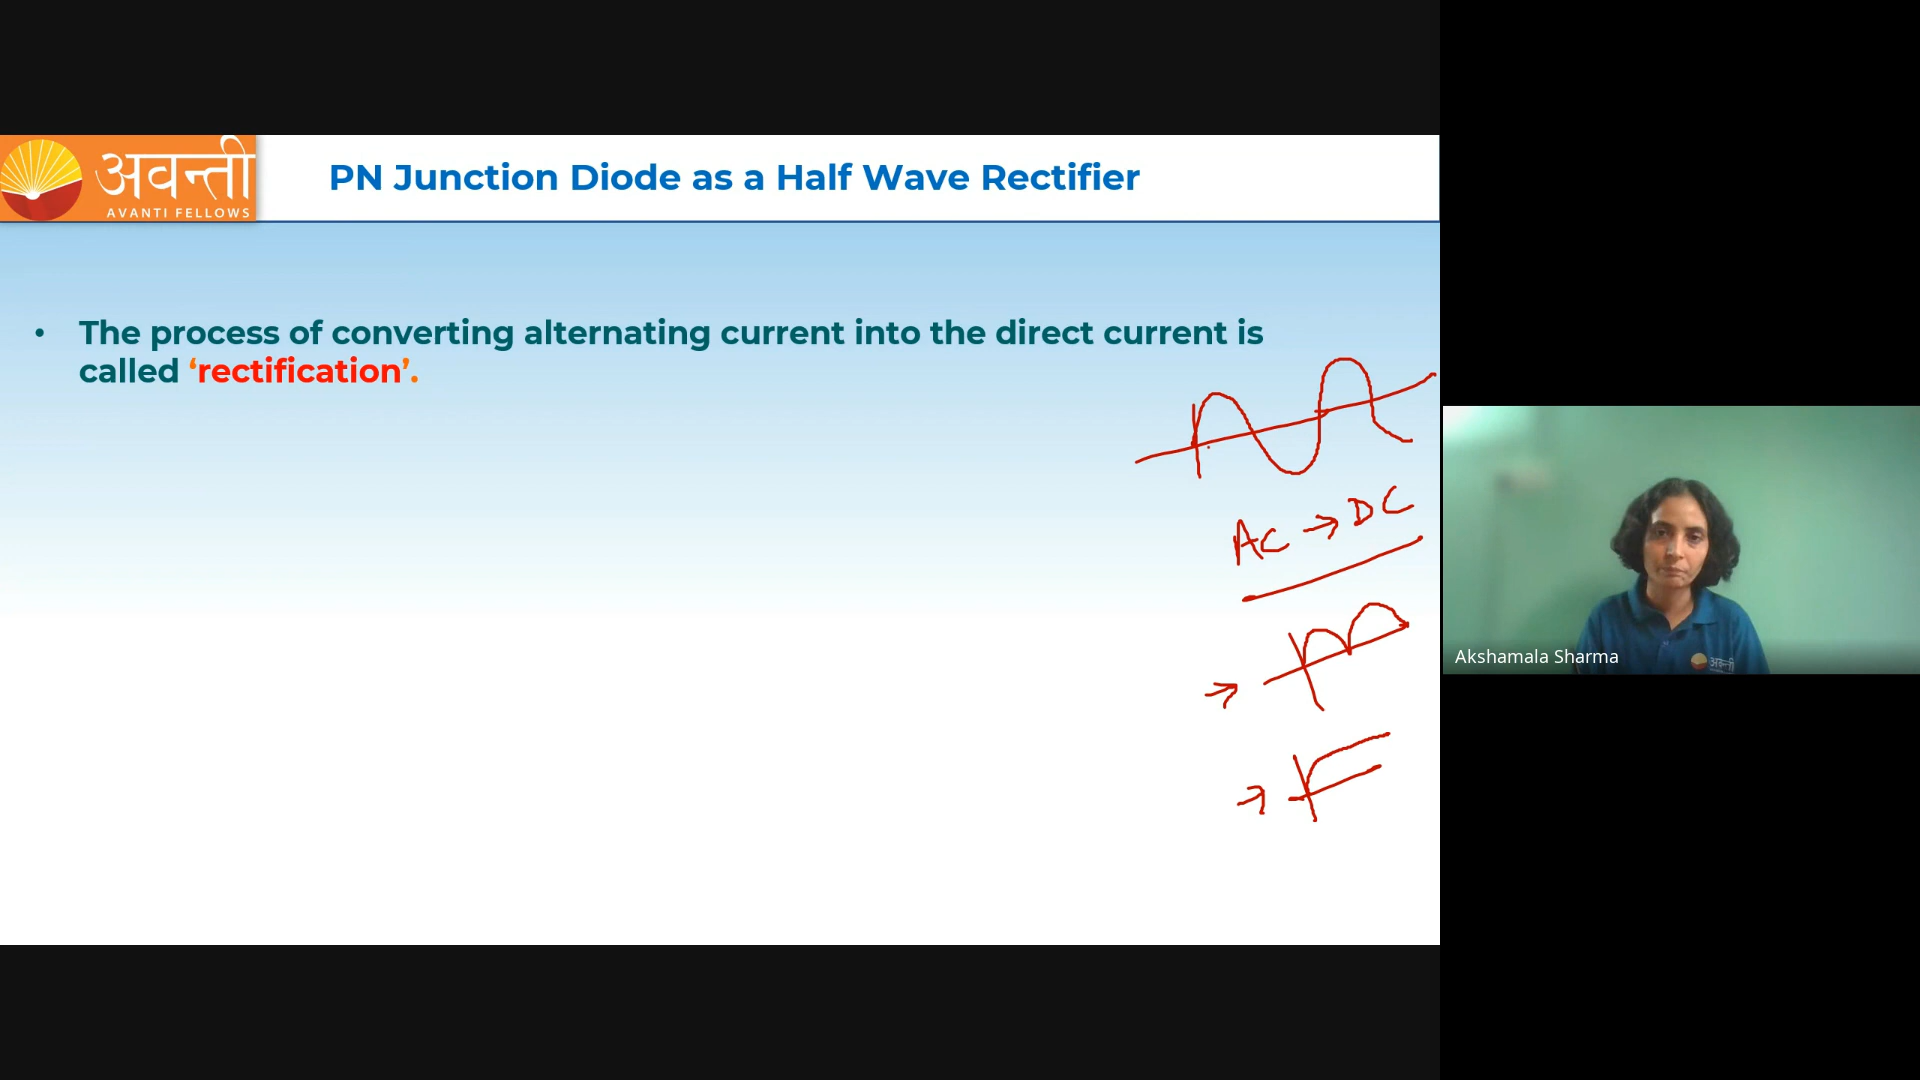 अवन्ती
AVANTI FELLOWS
PN Junction Diode as a Half Wave Rectifier
• The process of converting alternating current into the direct current is
called ‘rectification’.
AC → DC
Akshamala Sharma
अवन्ती